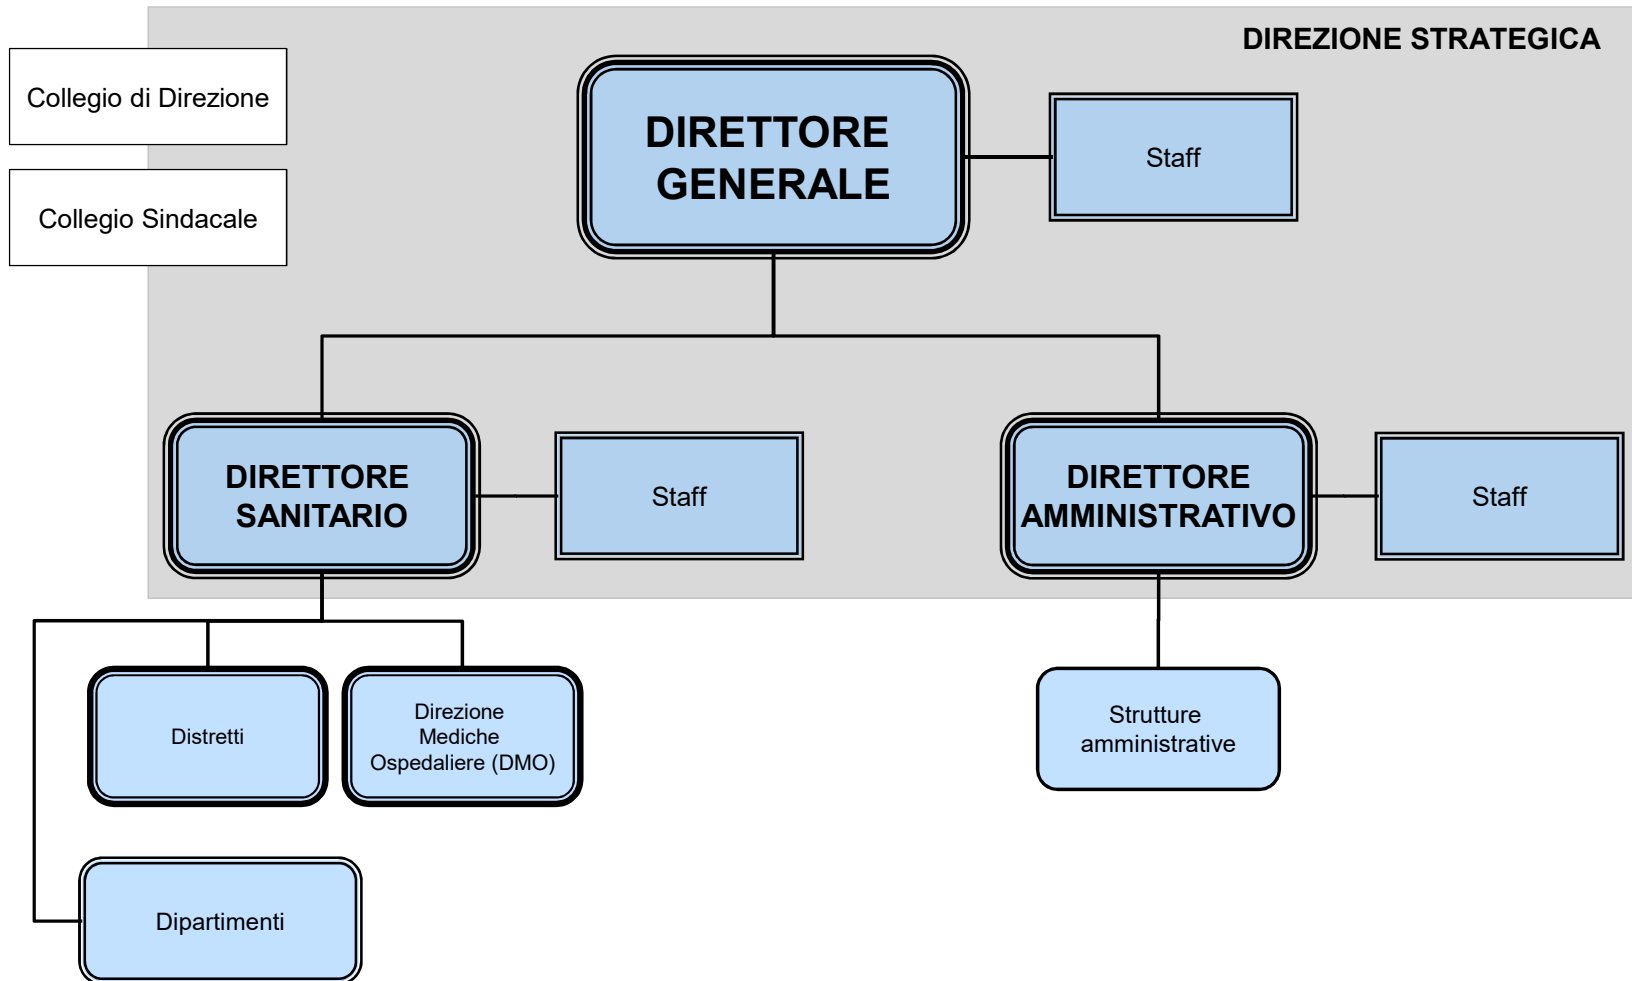 DIREZIONE STRATEGICA
Collegio di Direzione
Collegio Sindacale
DIRETTORE
GENERALE
Staff
DIRETTORE
SANITARIO
Staff
DIRETTORE
AMMINISTRATIVO
Staff
Distretti
Direzione
Mediche
Ospedaliere (DMO)
Strutture
amministrative
Dipartimenti